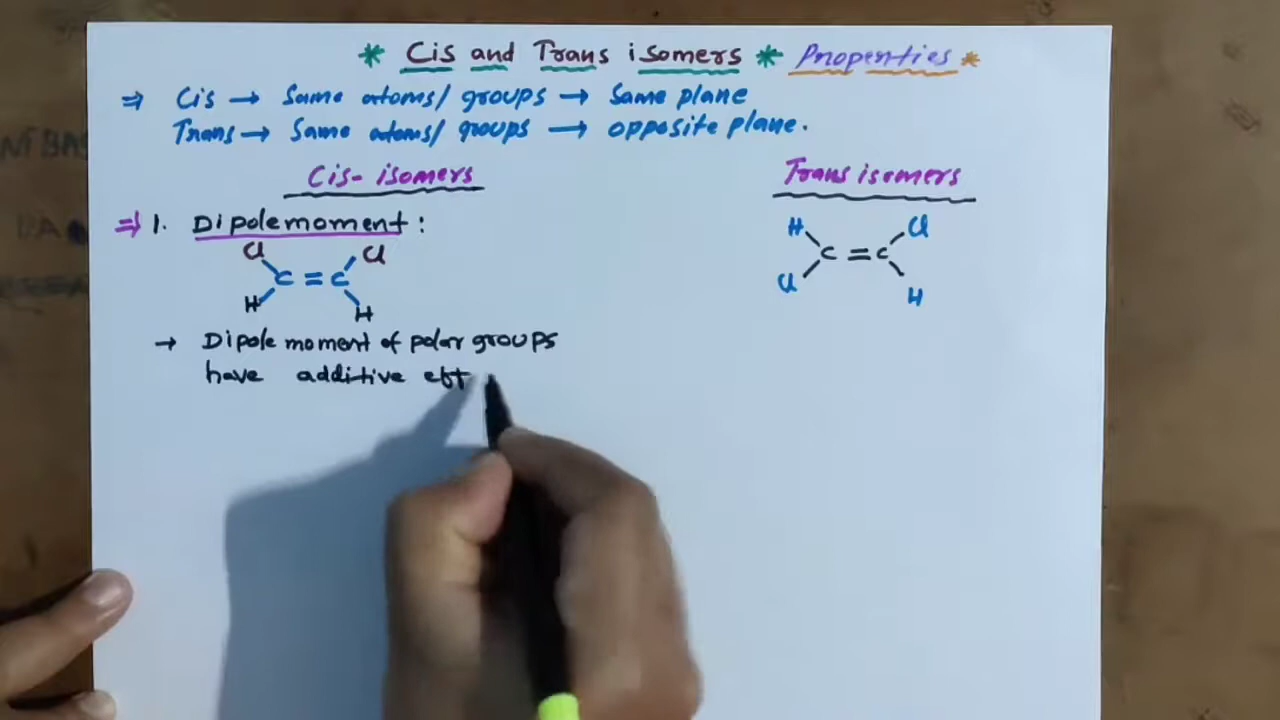 * Cis and Trans isomers * Properties *
⇒ Cis → Same atoms/groups → Same plane
Trans → Same atoms/groups → opposite plane.
Cis- isomers
Trans isomers
⇒ 1. Dipolemoment :
Cl Cl
C = C
H H
H Cl
C = C
Cl H
→ Dipole moment of polar groups
have additive eff